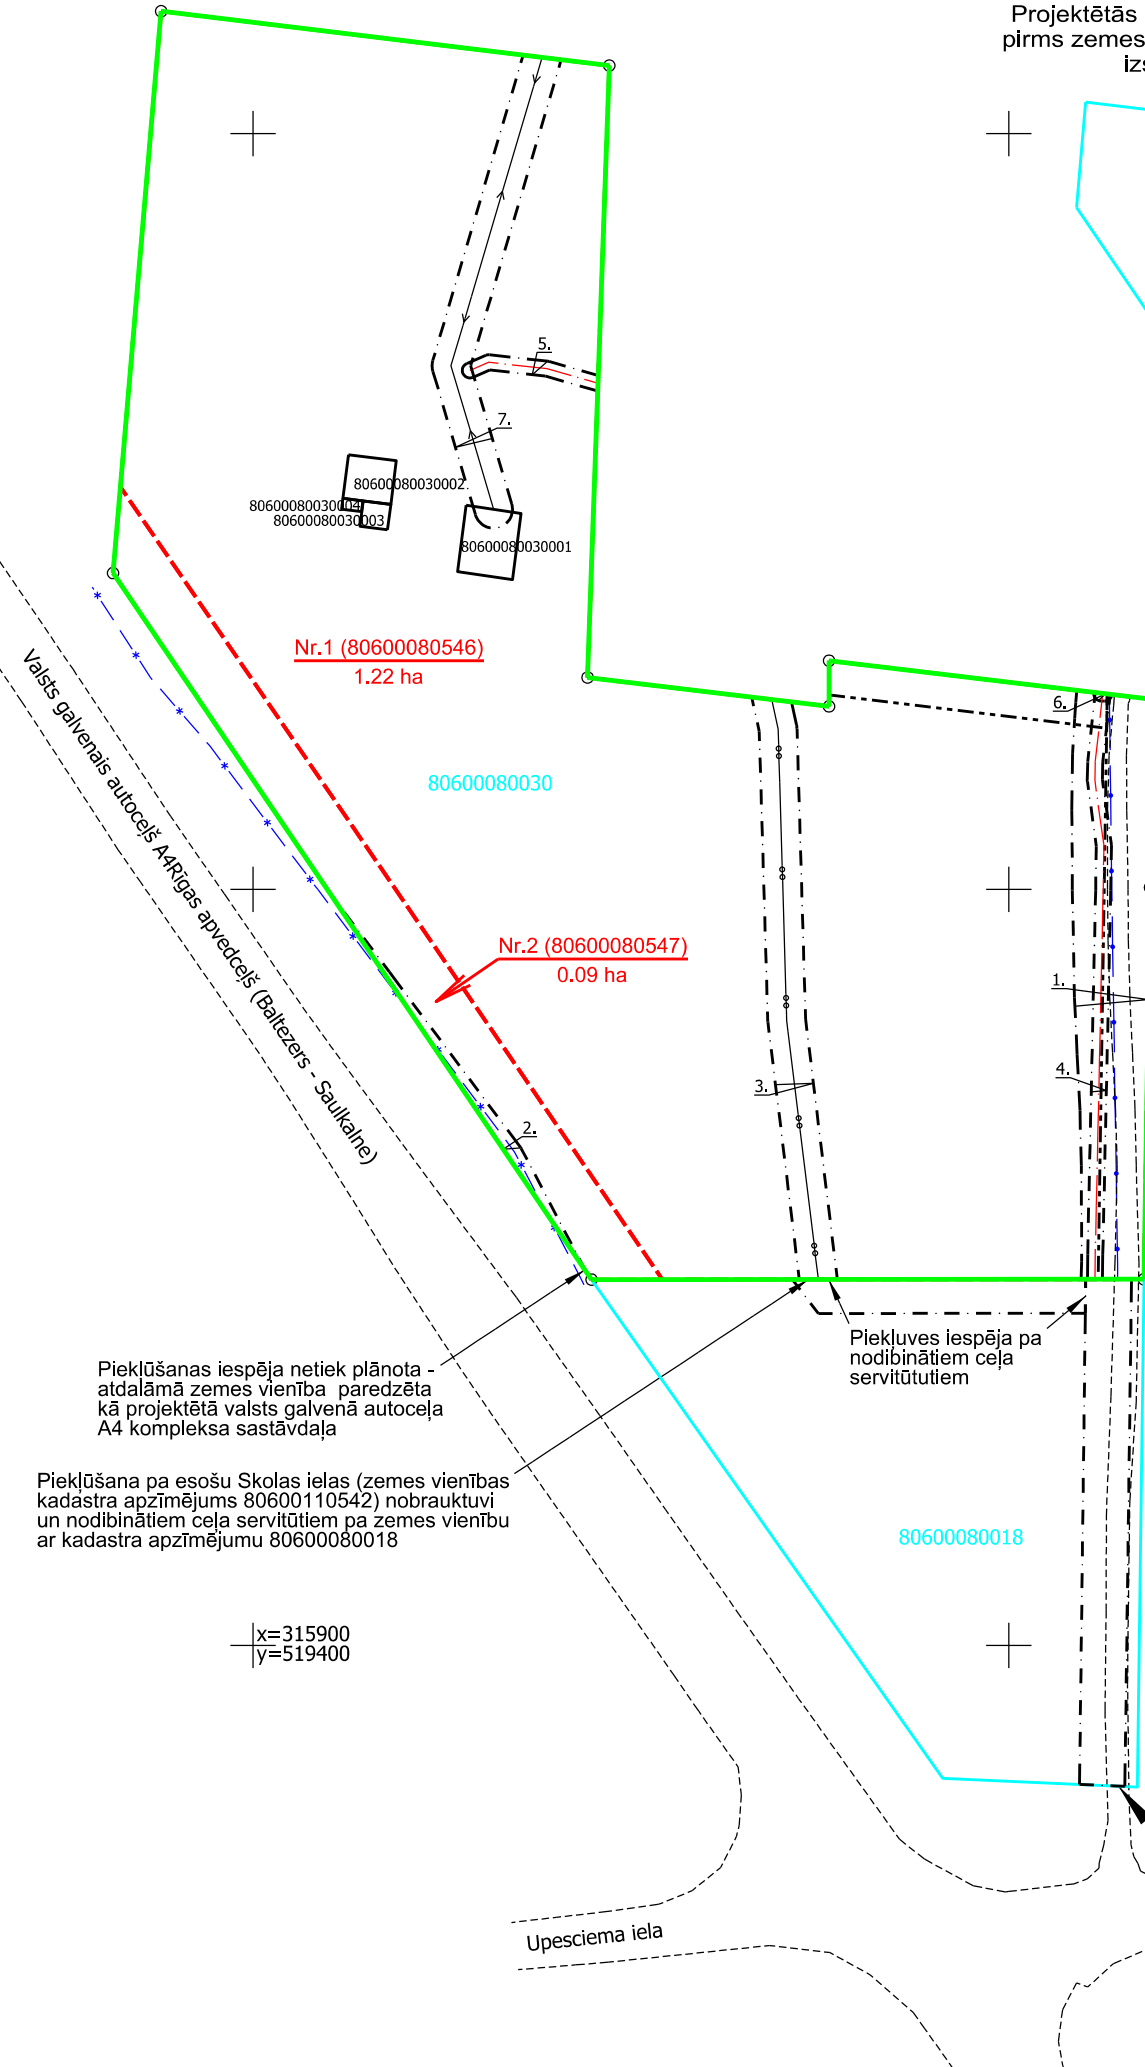 Projektētās
pirms zemes
izs
5.
7.
80600080030002
80600080030004
80600080030003
80600080030001
Nr.1 (80600080546)
1.22 ha
6.
80600080030
Valsts galvenais autoceļš A4Rīgas apvedceļš (Baltezers - Saulkalne)
Nr.2 (80600080547)
0.09 ha
1.
3.
4.
2.
Piekļuves iespēja pa
nodibinātiem ceļa
servitūtutiem
Piekļūšanas iespēja netiek plānota -
atdalāmā zemes vienība paredzēta
kā projektētā valsts galvenā autoceļa
A4 kompleksa sastāvdaļa
Piekļūšana pa esošu Skolas ielas (zemes vienības
kadastra apzīmējums 80600110542) nobrauktuvi
un nodibinātiem ceļa servitūtiem pa zemes vienību
ar kadastra apzīmējumu 80600080018
80600080018
x=315900
y=519400
Upesciema iela